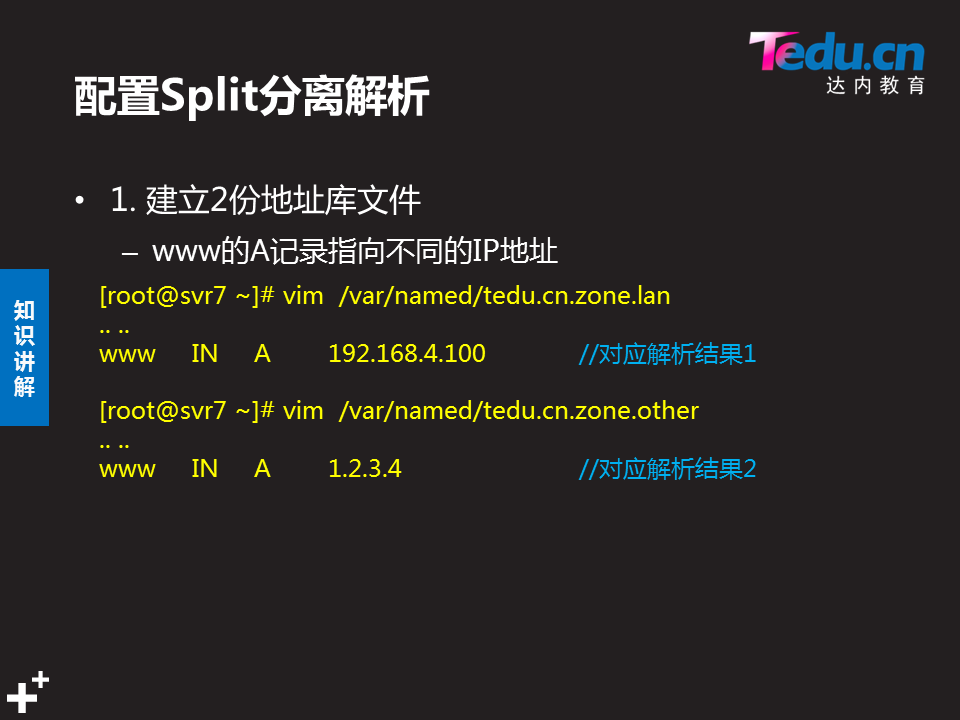 Tedu.cn
达内教育
配置Split分离解析
• 1. 建立2份地址库文件
– www的A记录指向不同的IP地址
知识讲解
[root@svr7 ~]# vim /var/named/tedu.cn.zone.lan
.. ..
www IN A 192.168.4.100 //对应解析结果1
[root@svr7 ~]# vim /var/named/tedu.cn.zone.other
.. ..
www IN A 1.2.3.4 //对应解析结果2